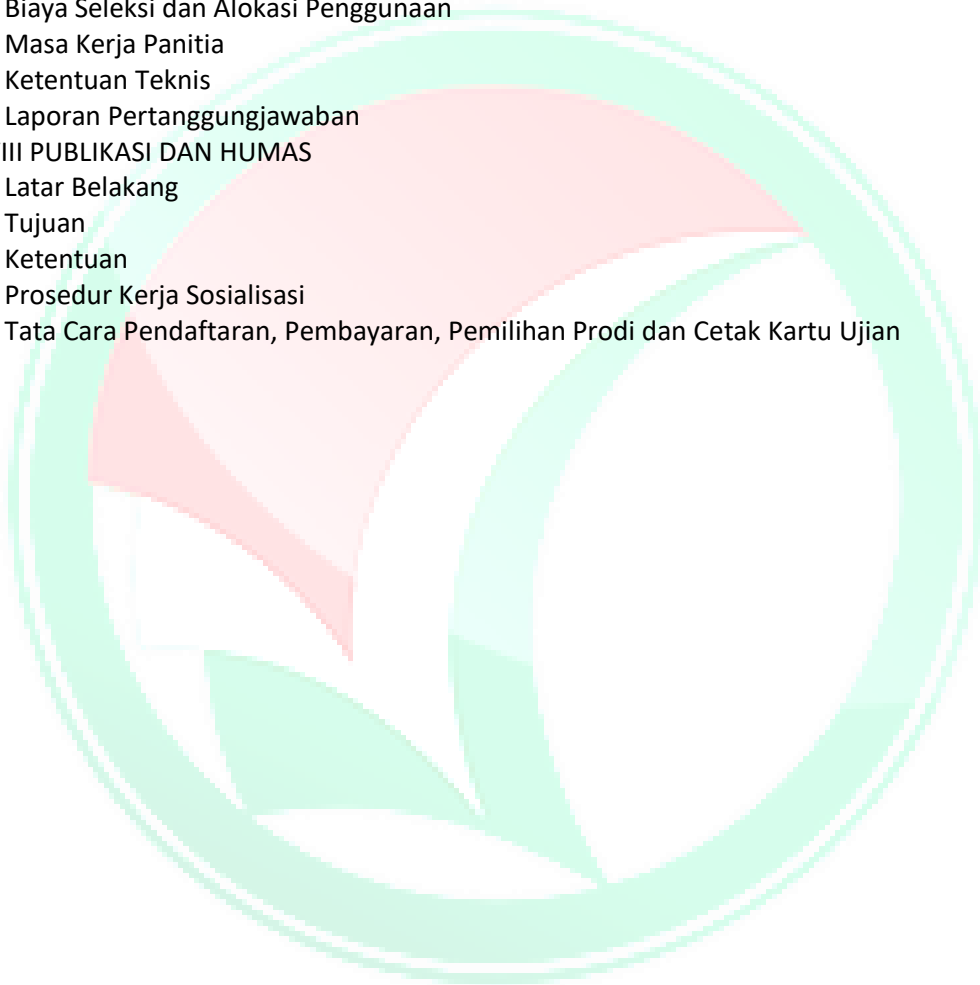 Biaya Seleksi dan Alokasi Penggunaan
Masa Kerja Panitia
Ketentuan Teknis
Laporan Pertanggungjawaban
III PUBLIKASI DAN HUMAS
Latar Belakang
Tujuan
Ketentuan
Prosedur Kerja Sosialisasi
Tata Cara Pendaftaran, Pembayaran, Pemilihan Prodi dan Cetak Kartu Ujian